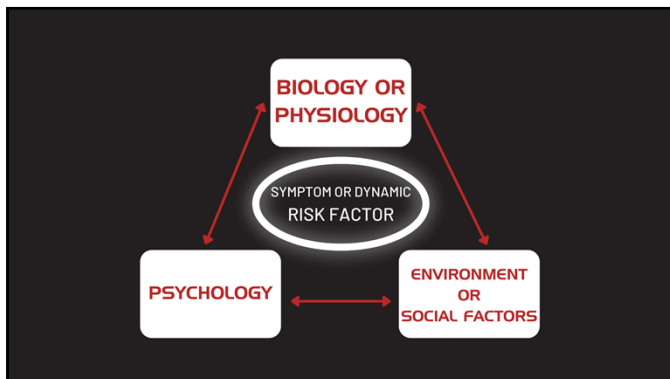 BIOLOGY OR
PHYSIOLOGY
SYMPTOM OR DYNAMIC
RISK FACTOR
PSYCHOLOGY
ENVIRONMENT
OR
SOCIAL FACTORS